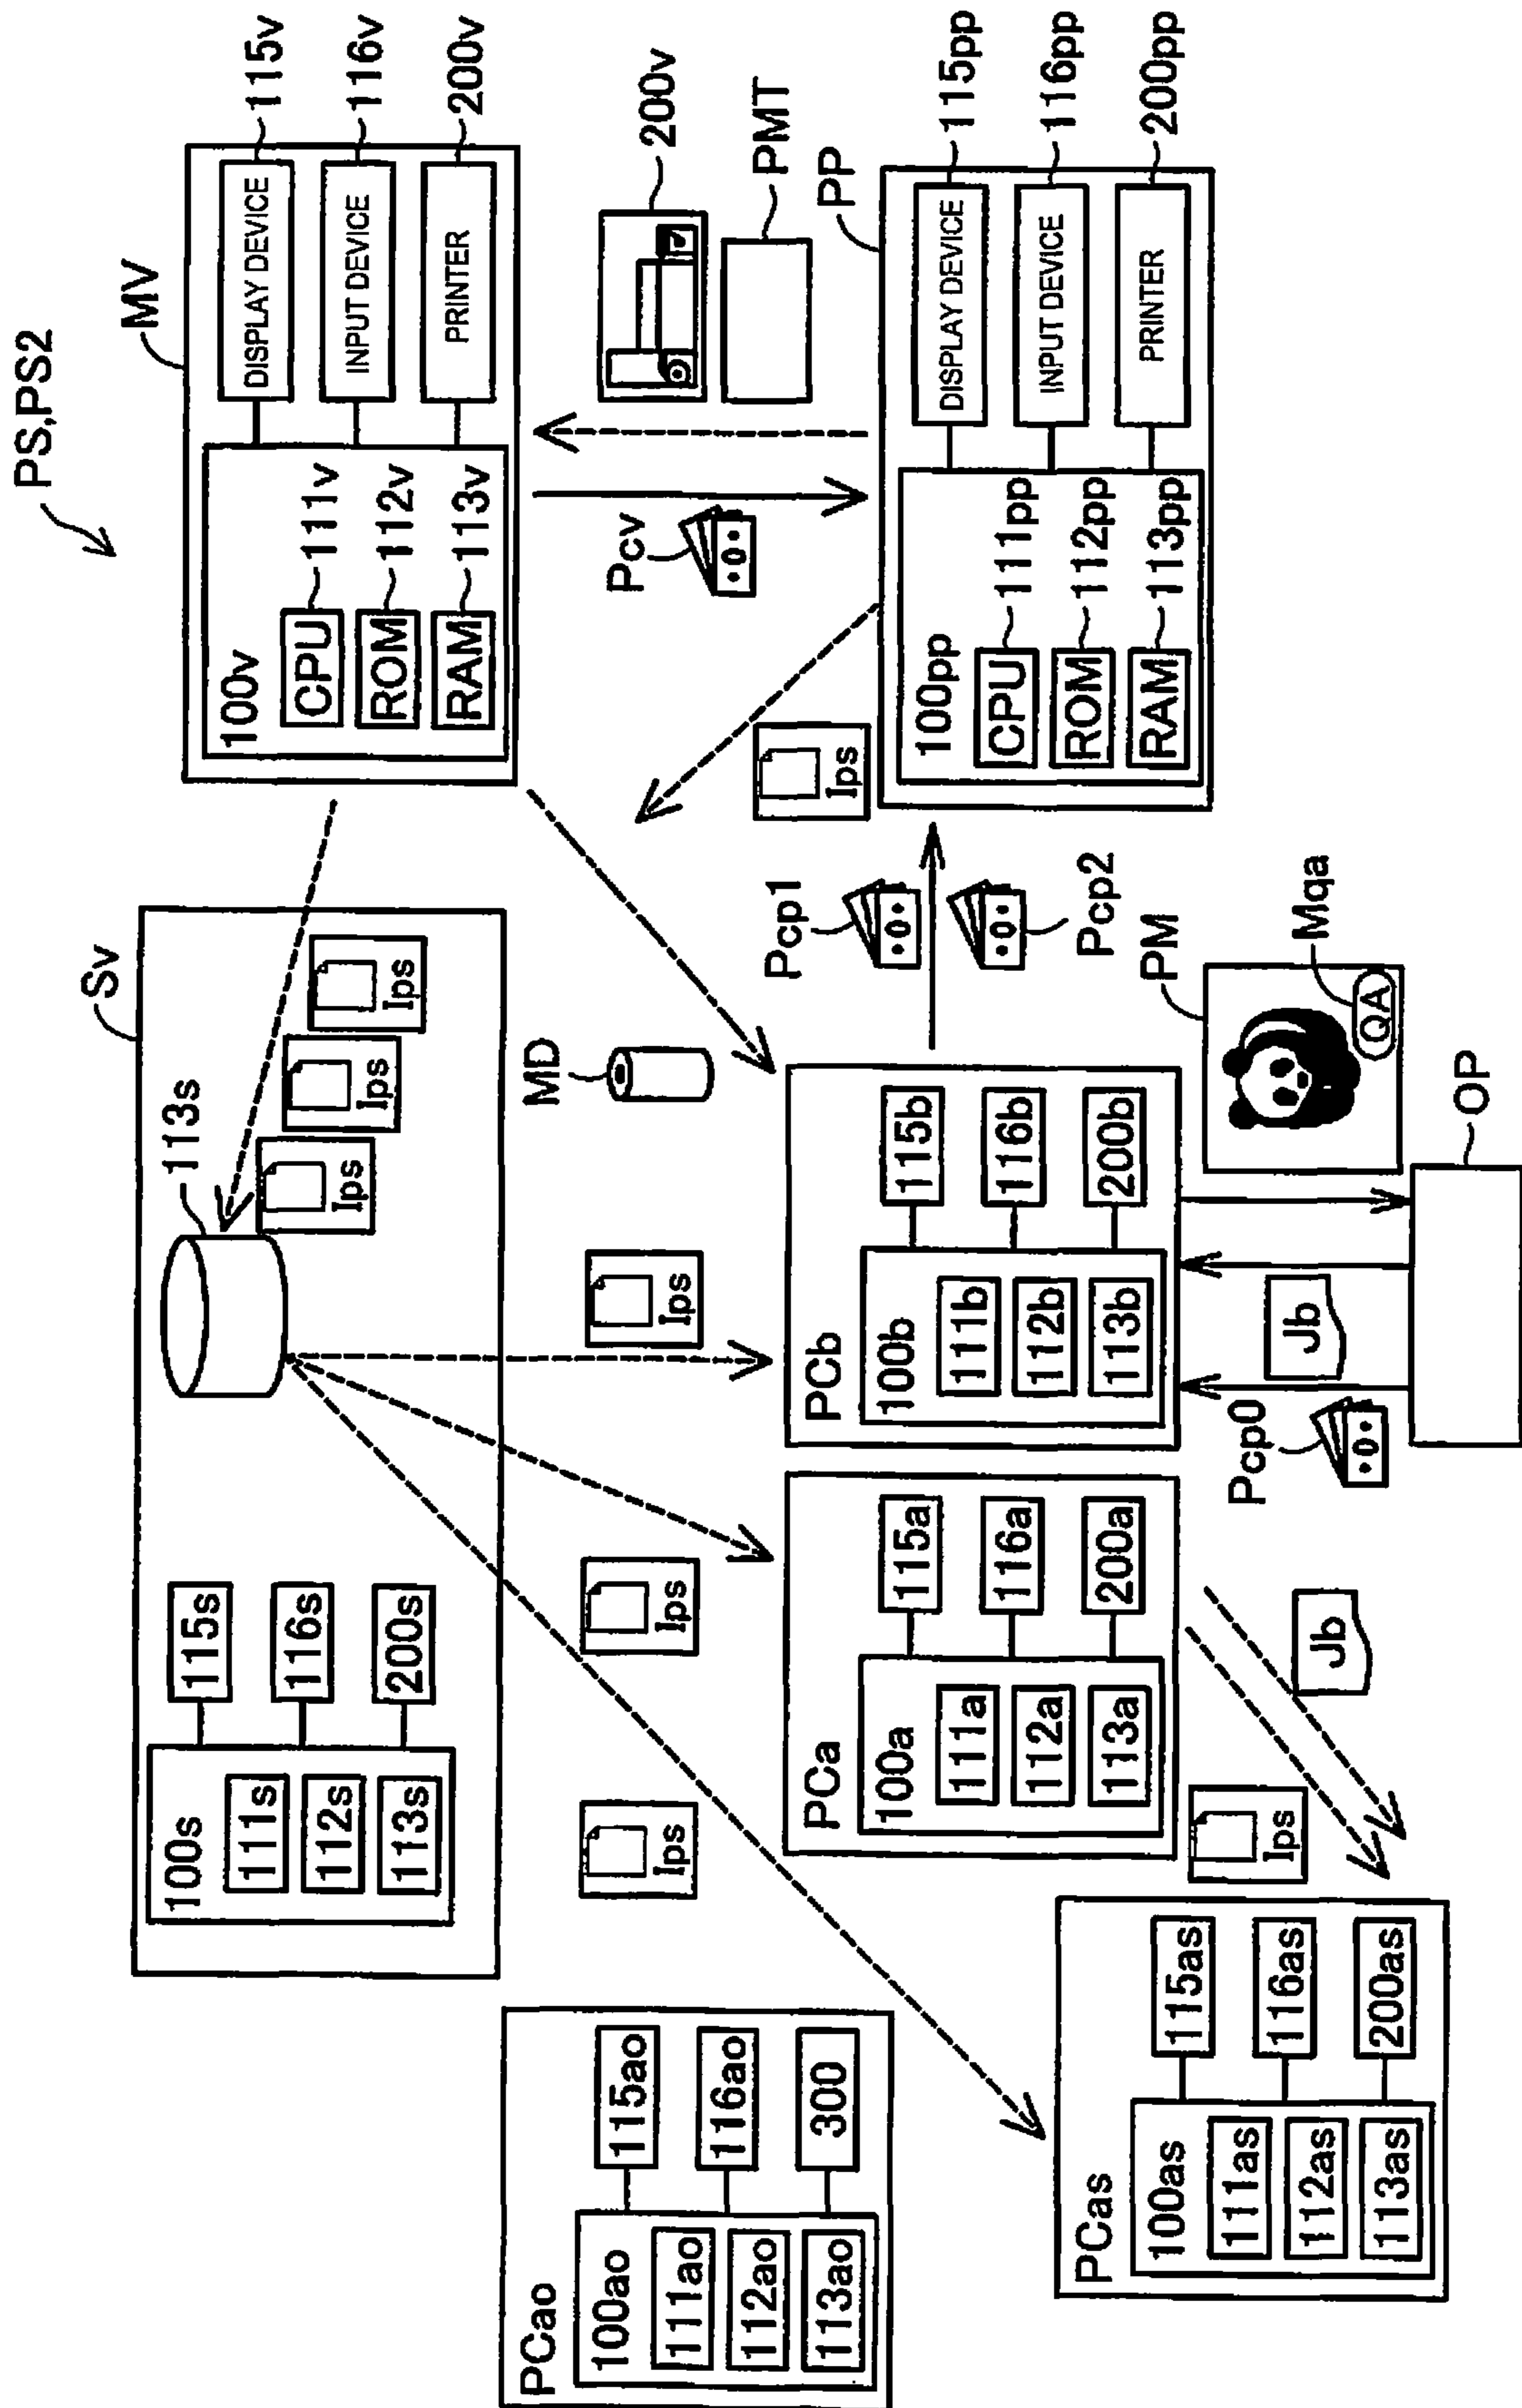 PS,PS2
Sv
100s
111s
112s
113s
115s
116s
200s
113s
Ips
Ips
Ips
MV
100v
CPU
111v
ROM
112v
RAM
113v
DISPLAY DEVICE
115v
INPUT DEVICE
116v
PRINTER
200v
PCao
100ao
111ao
112ao
113ao
115ao
116ao
300
Ips
Ips
Ips
MD
Pcv
200v
PMT
PCa
100a
111a
112a
113a
115a
116a
200a
PCb
100b
111b
112b
113b
115b
116b
200b
Pcp1
Pcp2
Ips
PP
100pp
CPU
111pp
ROM
112pp
RAM
113pp
DISPLAY DEVICE
115pp
INPUT DEVICE
116pp
PRINTER
200pp
PCas
100as
111as
112as
113as
115as
116as
200as
Ips
Jb
Pcp0
Jb
PM
Mqa
QA
OP